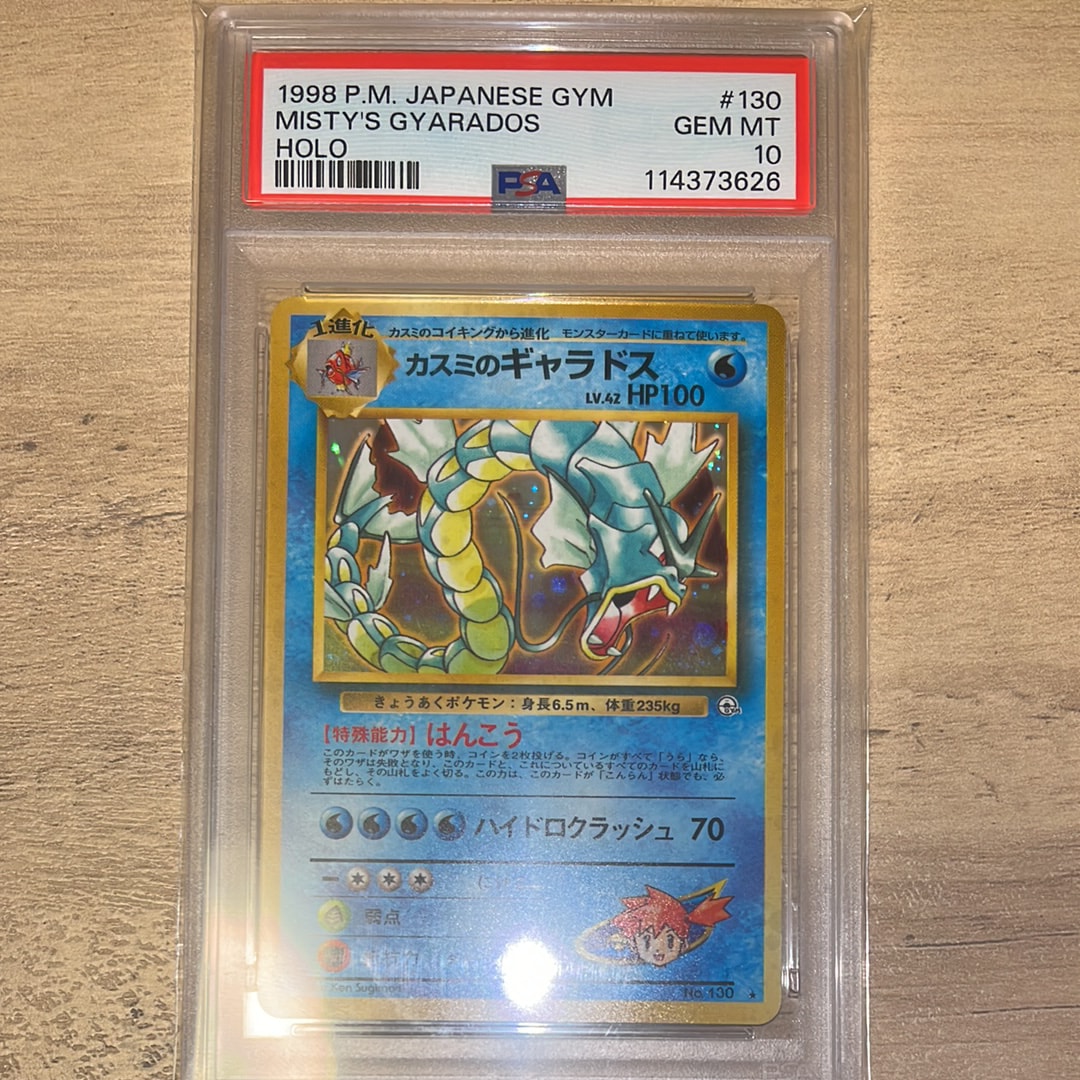 1998 P.M. JAPANESE GYM #130
MISTY'S GYARADOS GEM MT
HOLO 10
PSA 114373626
1進化
カスミのコイキングから進化 モンスターカードに重ねて使います。
カスミのギャラドス
LV.42 HP100
きょうあくポケモン:身長6.5m、体重235kg
【特殊能力】はんこう
このカードがワザを使う時、コインを2枚投げる。コインがすべて「うら」なら、
そのワザは失敗となり、このカードと、これについているすべてのカードを山札に
もどし、その山札をよく切る。この力は、このカードが「こんらん」状態でも、必
ずはたらく。
ハイドロクラッシュ 70
弱点
Ken Sugimori
No.130 ★